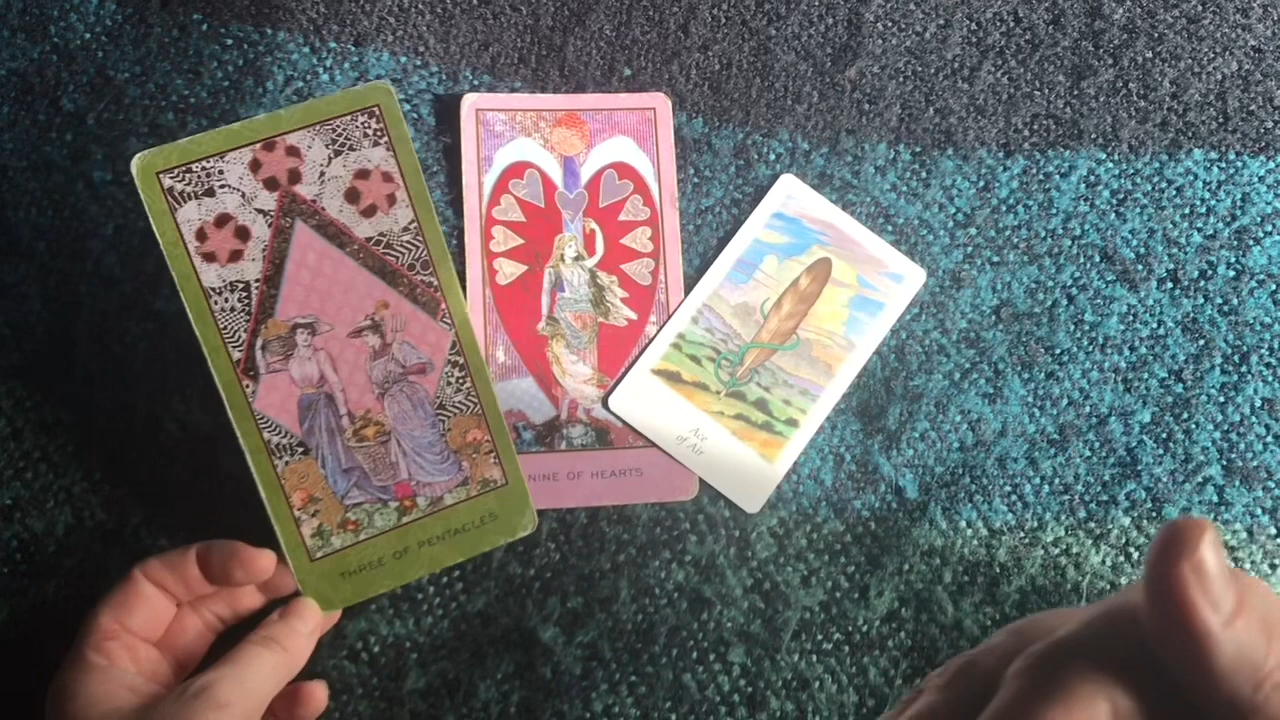 THREE OF PENTACLES
NINE OF HEARTS
Ace
of Air